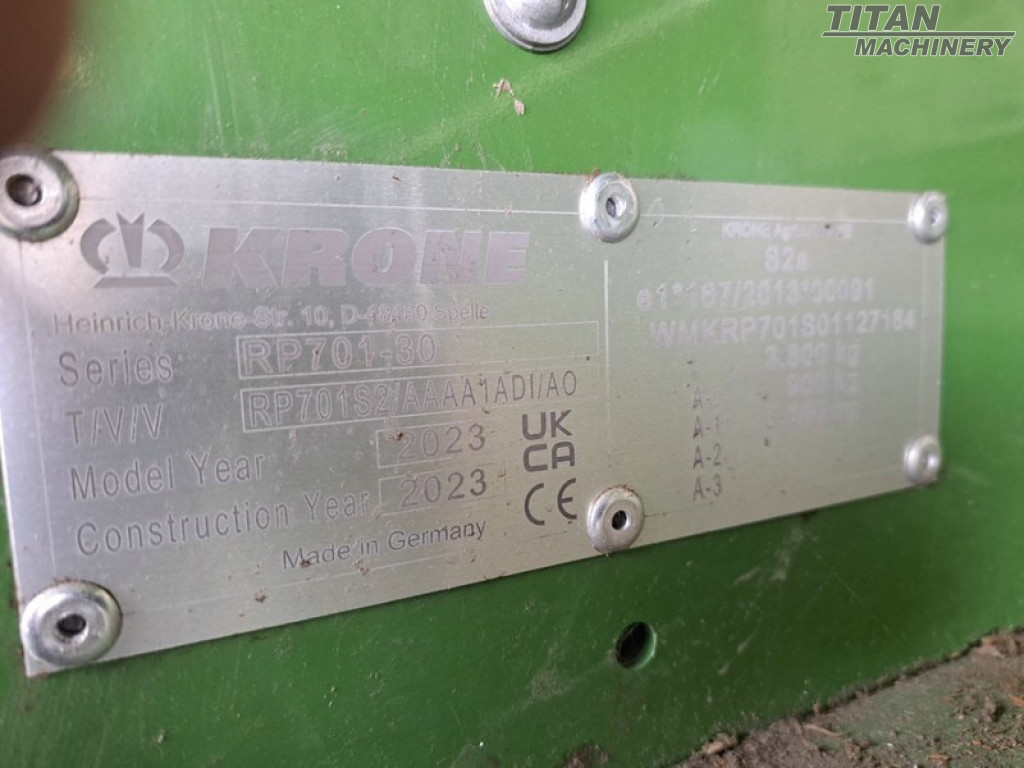 TITAN
MACHINERY
KRONE
Heinrich-Krone-Str. 10, D-48480 Spelle
Series RP701-30
T/V/V RP701S2/AAAA1ADI/AO
Model Year 2023
Construction Year 2023
UK
CA
CE
Made in Germany
KRONE
S2a
e1*167/2013*00091
WMKRP701S01127164
3.800 kg
A-1
A-2
A-3